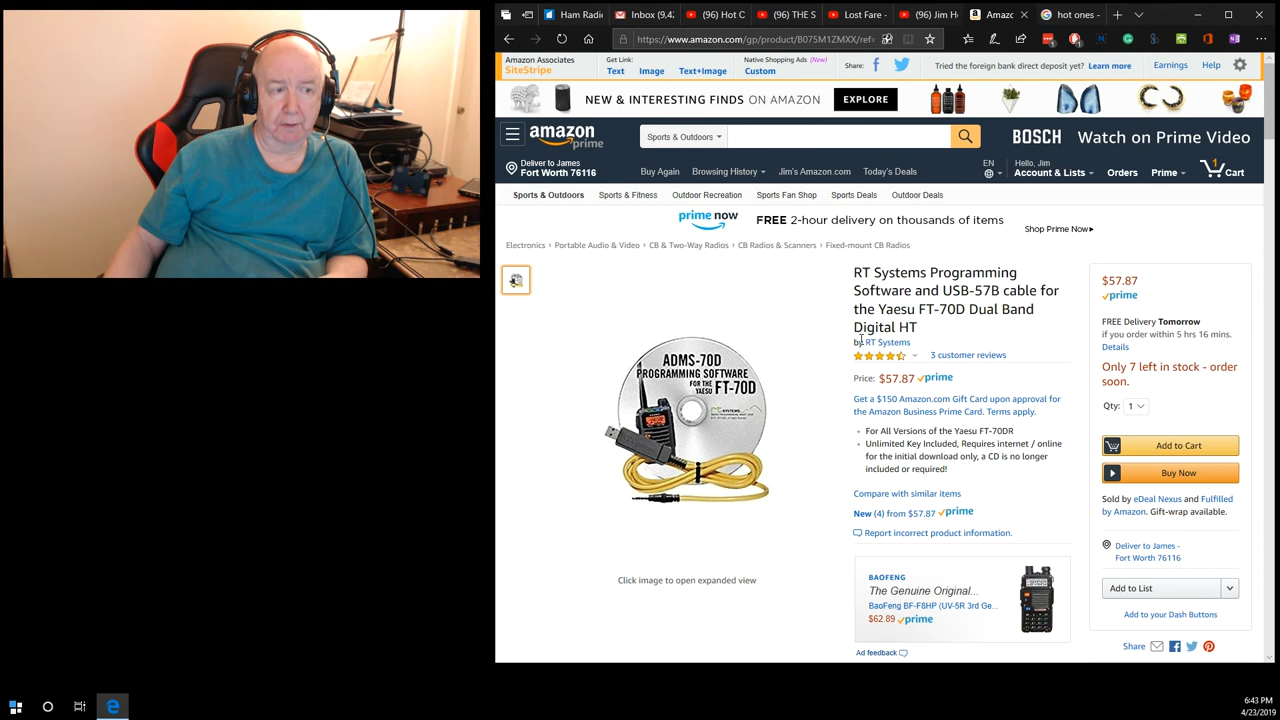 Ham Radi
Inbox (9,4
(96) Hot C
(96) THE S
Lost Fare -
(96) Jim H
Amaz
hot ones -
https://www.amazon.com/gp/product/B075M1ZMXX/ref=
Amazon Associates
SiteStripe
Get Link:
Text
Image
Text+Image
Native Shopping Ads (New)
Custom
Share:
Tried the foreign bank direct deposit yet? Learn more
Earnings
Help
NEW & INTERESTING FINDS ON AMAZON
EXPLORE
amazon
prime
Sports & Outdoors
BOSCH
Watch on Prime Video
Deliver to James
Fort Worth 76116
Buy Again
Browsing History
Jim's Amazon.com
Today's Deals
EN
Hello, Jim
Account & Lists
Orders
Prime
1
Cart
Sports & Outdoors
Sports & Fitness
Outdoor Recreation
Sports Fan Shop
Sports Deals
Outdoor Deals
prime now
FREE 2-hour delivery on thousands of items
Shop Prime Now
Electronics › Portable Audio & Video › CB & Two-Way Radios › CB Radios & Scanners › Fixed-mount CB Radios
RT Systems Programming
Software and USB-57B cable for
the Yaesu FT-70D Dual Band
Digital HT
by RT Systems
3 customer reviews
Price: $57.87 prime
Get a $150 Amazon.com Gift Card upon approval for
the Amazon Business Prime Card. Terms apply.
• For All Versions of the Yaesu FT-70DR
• Unlimited Key Included, Requires internet / online
for the initial download only, a CD is no longer
included or required!
Compare with similar items
New (4) from $57.87 prime
Report incorrect product information.
ADMS-70D
PROGRAMMING SOFTWARE
FOR THE
YAESU
FT-70D
Click image to open expanded view
BAOFENG
The Genuine Original...
BaoFeng BF-F8HP (UV-5R 3rd Ge...
$62.89 prime
Ad feedback
$57.87
prime
FREE Delivery Tomorrow
if you order within 5 hrs 16 mins.
Details
Only 7 left in stock - order
soon.
Qty: 1
Add to Cart
Buy Now
Sold by eDeal Nexus and Fulfilled
by Amazon. Gift-wrap available.
Deliver to James -
Fort Worth 76116
Add to List
Add to your Dash Buttons
Share
6:43 PM
4/23/2019